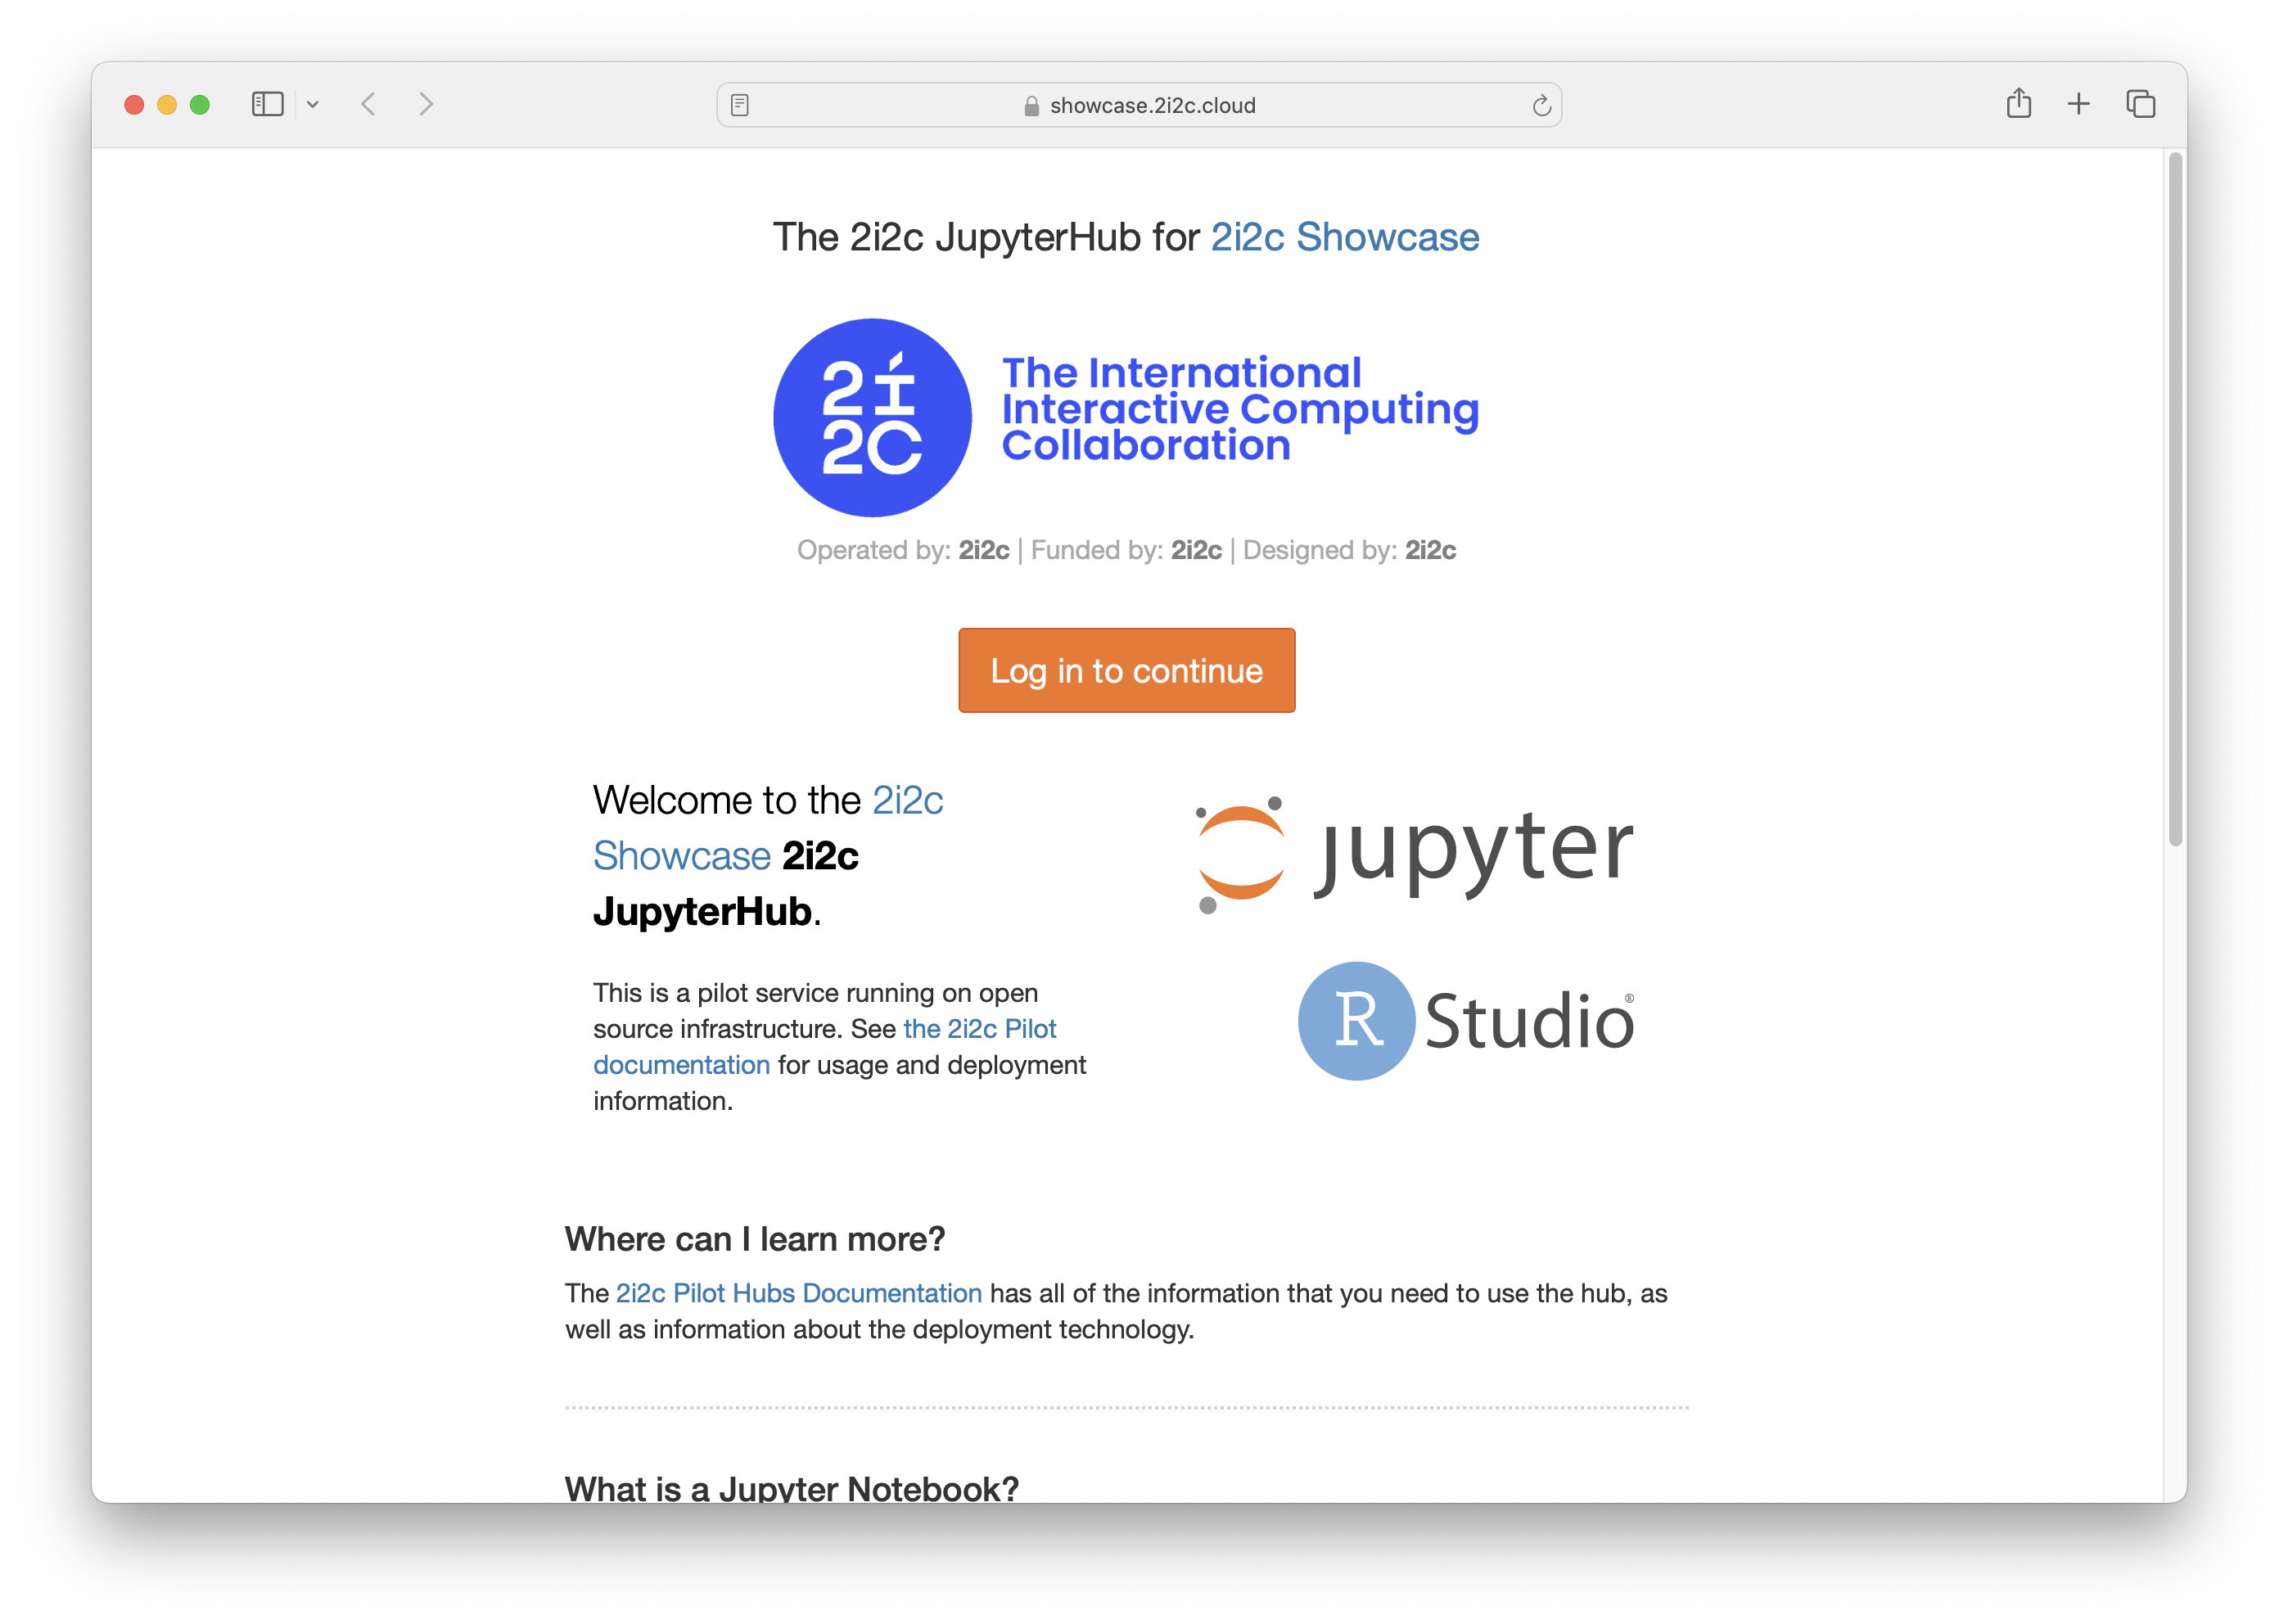 showcase.2i2c.cloud
The 2i2c JupyterHub for 2i2c Showcase
2í
2C
The International
Interactive Computing
Collaboration
Operated by: 2i2c | Funded by: 2i2c | Designed by: 2i2c
Log in to continue
Welcome to the 2i2c
Showcase 2i2c
JupyterHub.
This is a pilot service running on open
source infrastructure. See the 2i2c Pilot
documentation for usage and deployment
information.
jupyter
R Studio®
Where can I learn more?
The 2i2c Pilot Hubs Documentation has all of the information that you need to use the hub, as
well as information about the deployment technology.
What is a Jupyter Notebook?